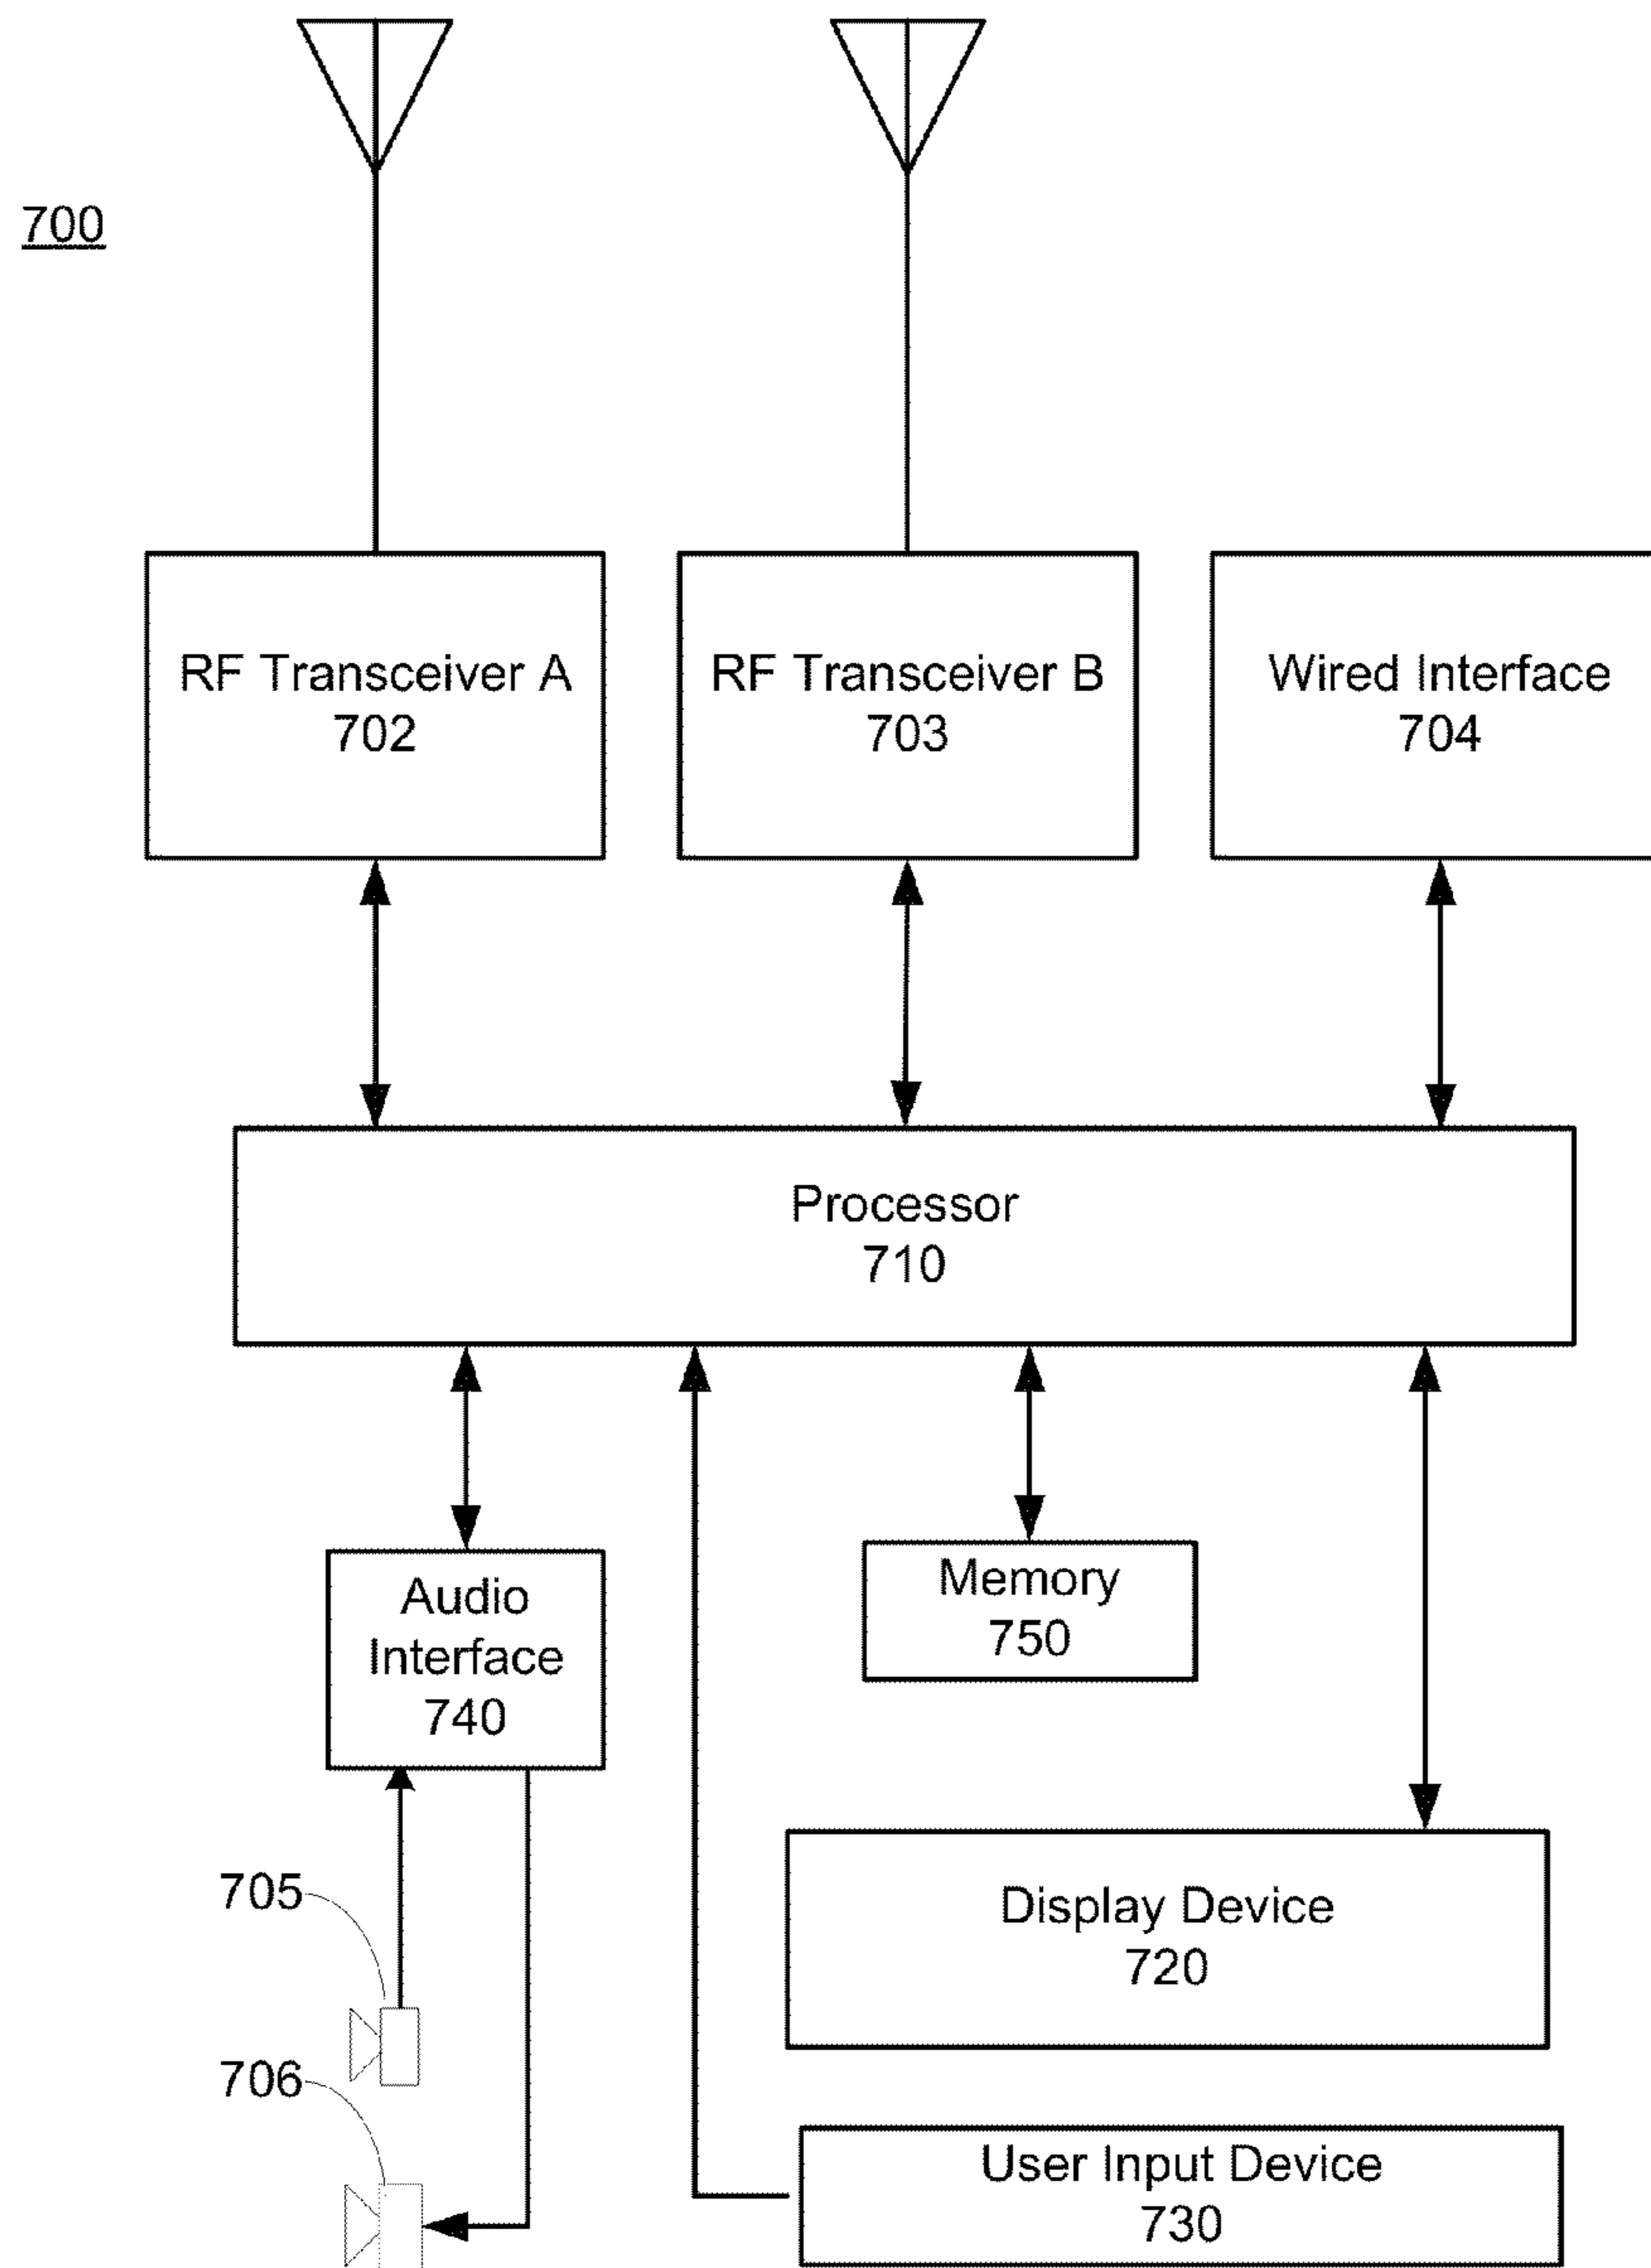 700
RF Transceiver A
702
RF Transceiver B
703
Wired Interface
704
Processor
710
Audio
Interface
740
Memory
750
705
Display Device
720
706
User Input Device
730